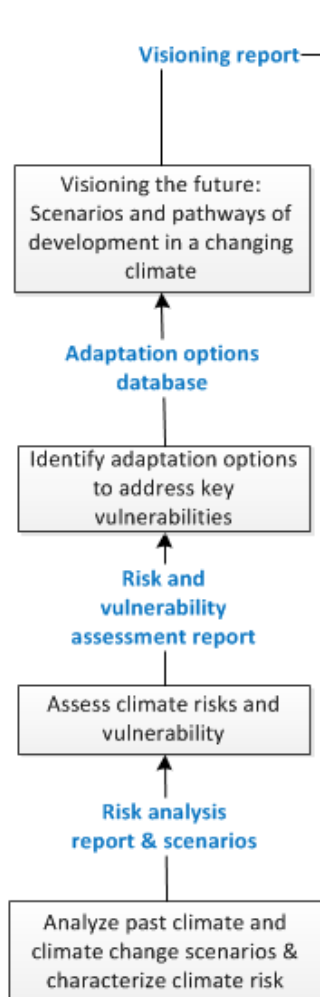 Visioning report
Visioning the future:
Scenarios and pathways of
development in a changing
climate
Adaptation options
database
Identify adaptation options
to address key
vulnerabilities
Risk and
vulnerability
assessment report
Assess climate risks and
vulnerability
Risk analysis
report & scenarios
Analyze past climate and
climate change scenarios &
characterize climate risk